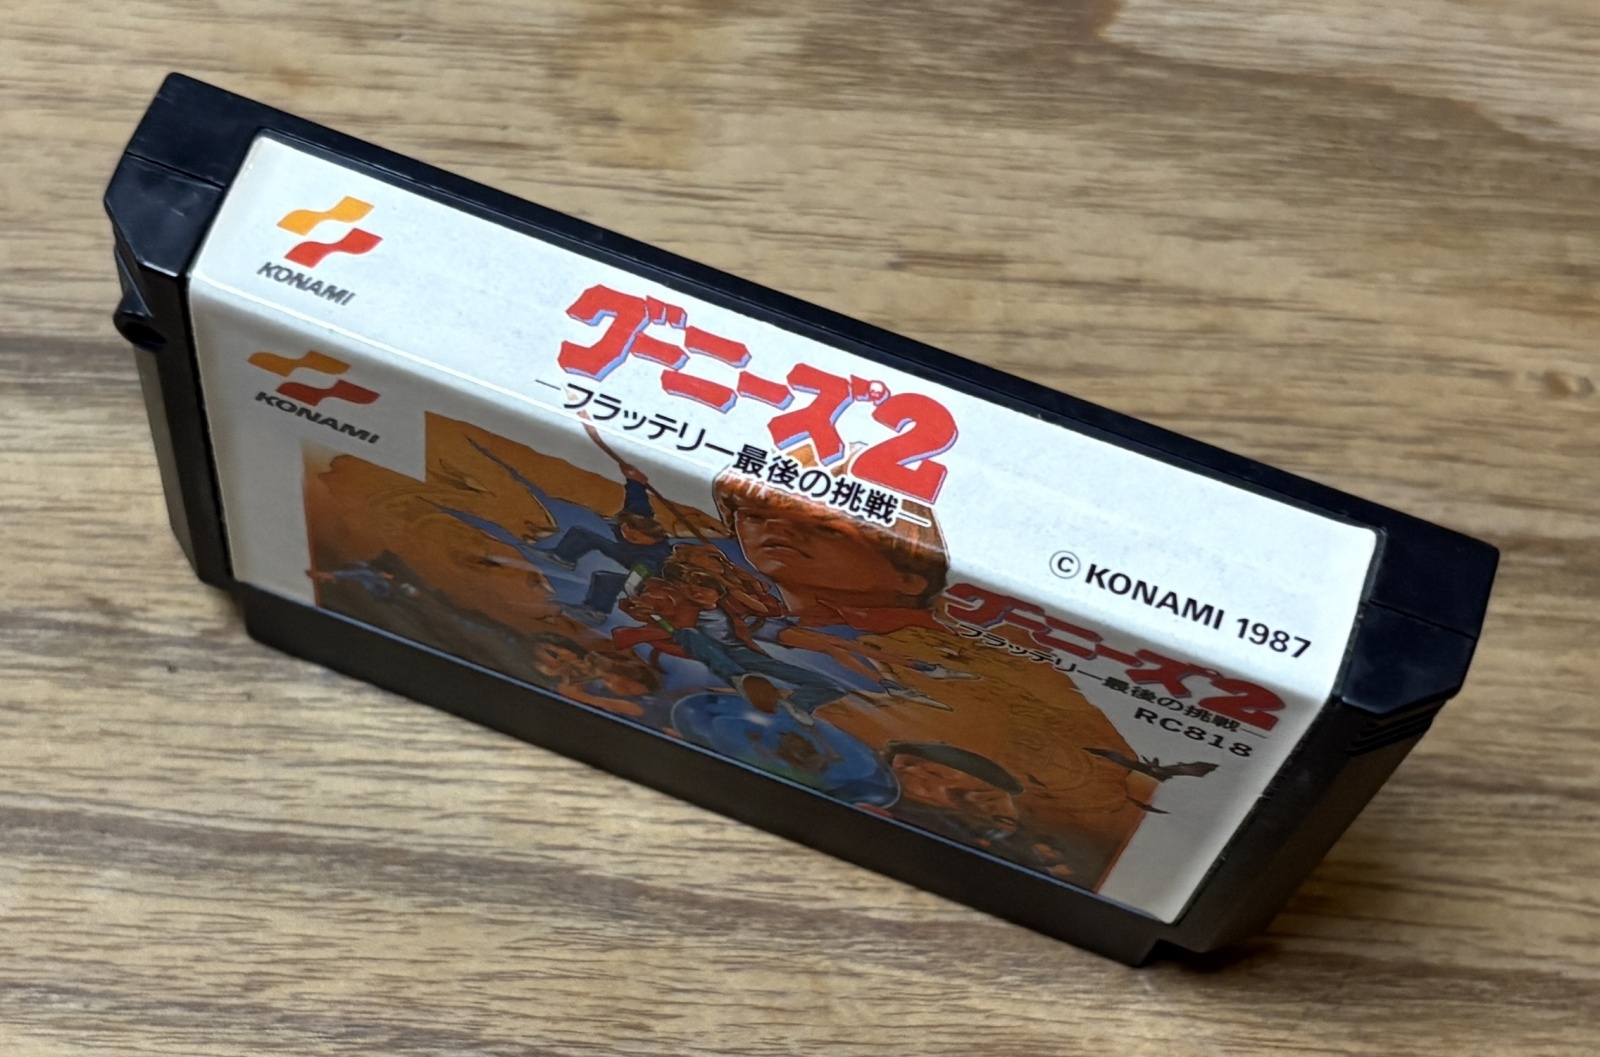 KONAMI
グーニーズ2
—フラッテリー最後の挑戦—
© KONAMI 1987
KONAMI
グーニーズ2
—フラッテリー最後の挑戦—
RC818